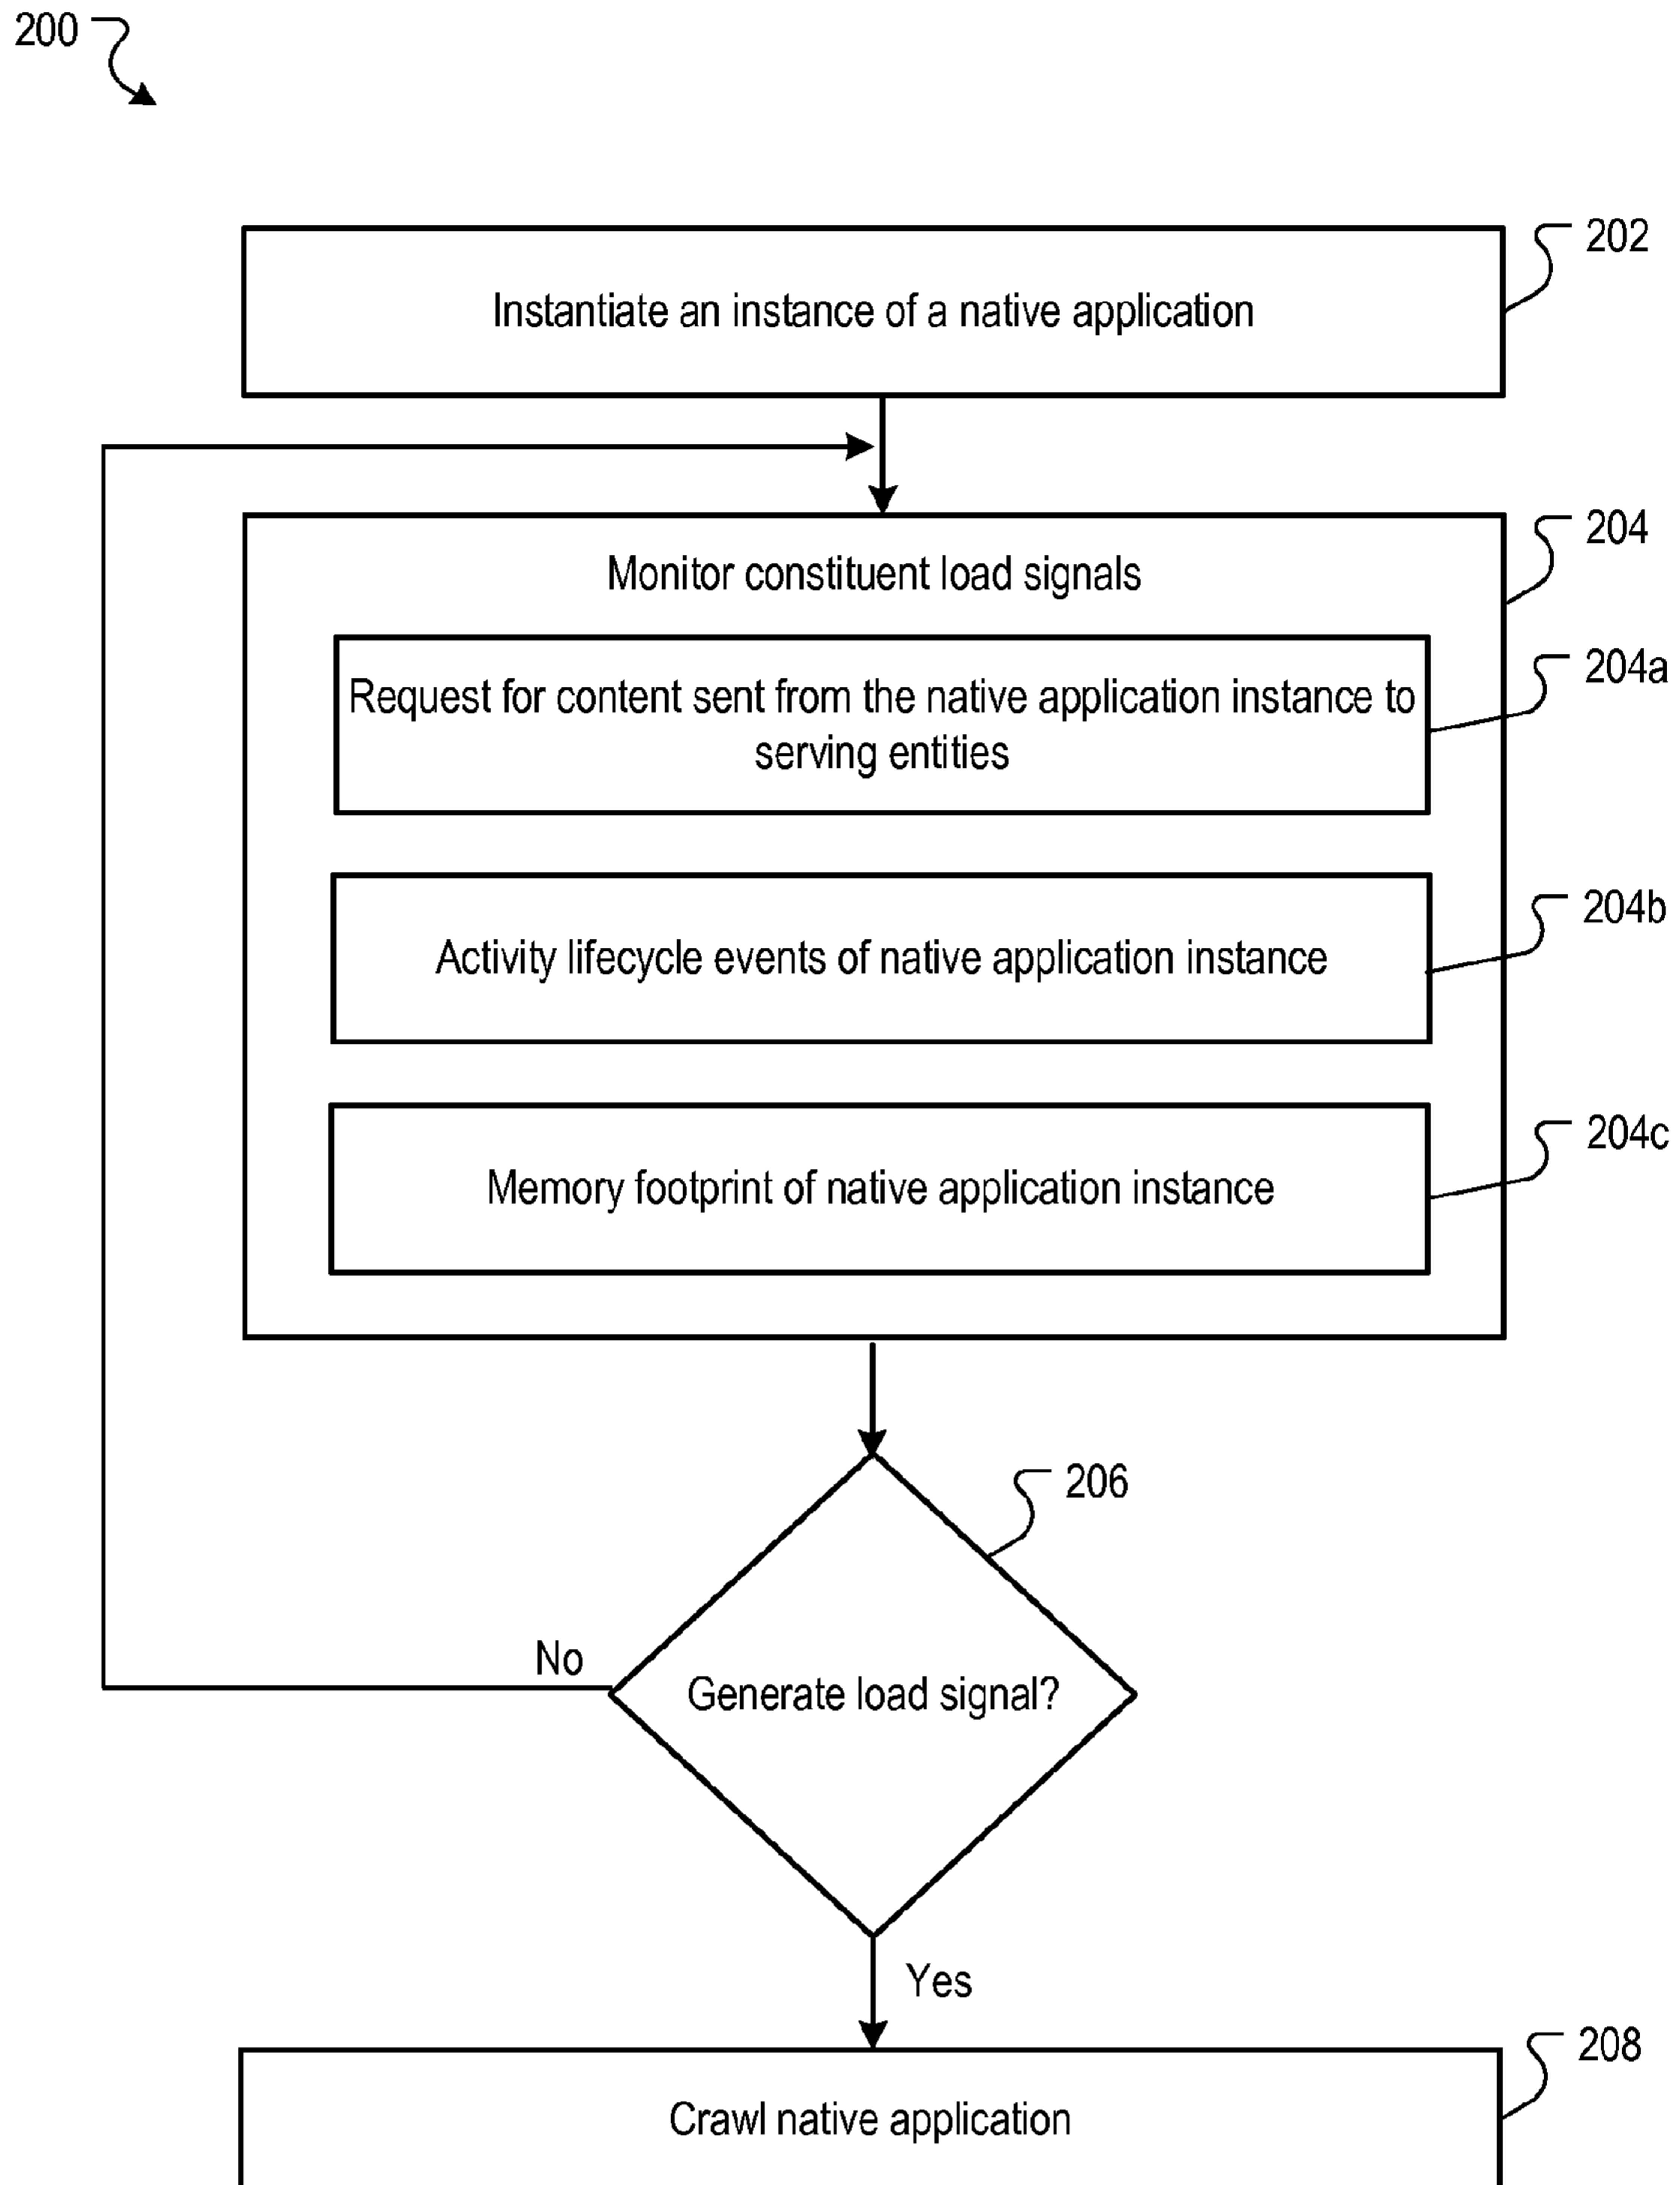 200
202
Instantiate an instance of a native application
204
Monitor constituent load signals
204a
Request for content sent from the native application instance to
serving entities
204b
Activity lifecycle events of native application instance
204c
Memory footprint of native application instance
206
No
Generate load signal?
Yes
208
Crawl native application